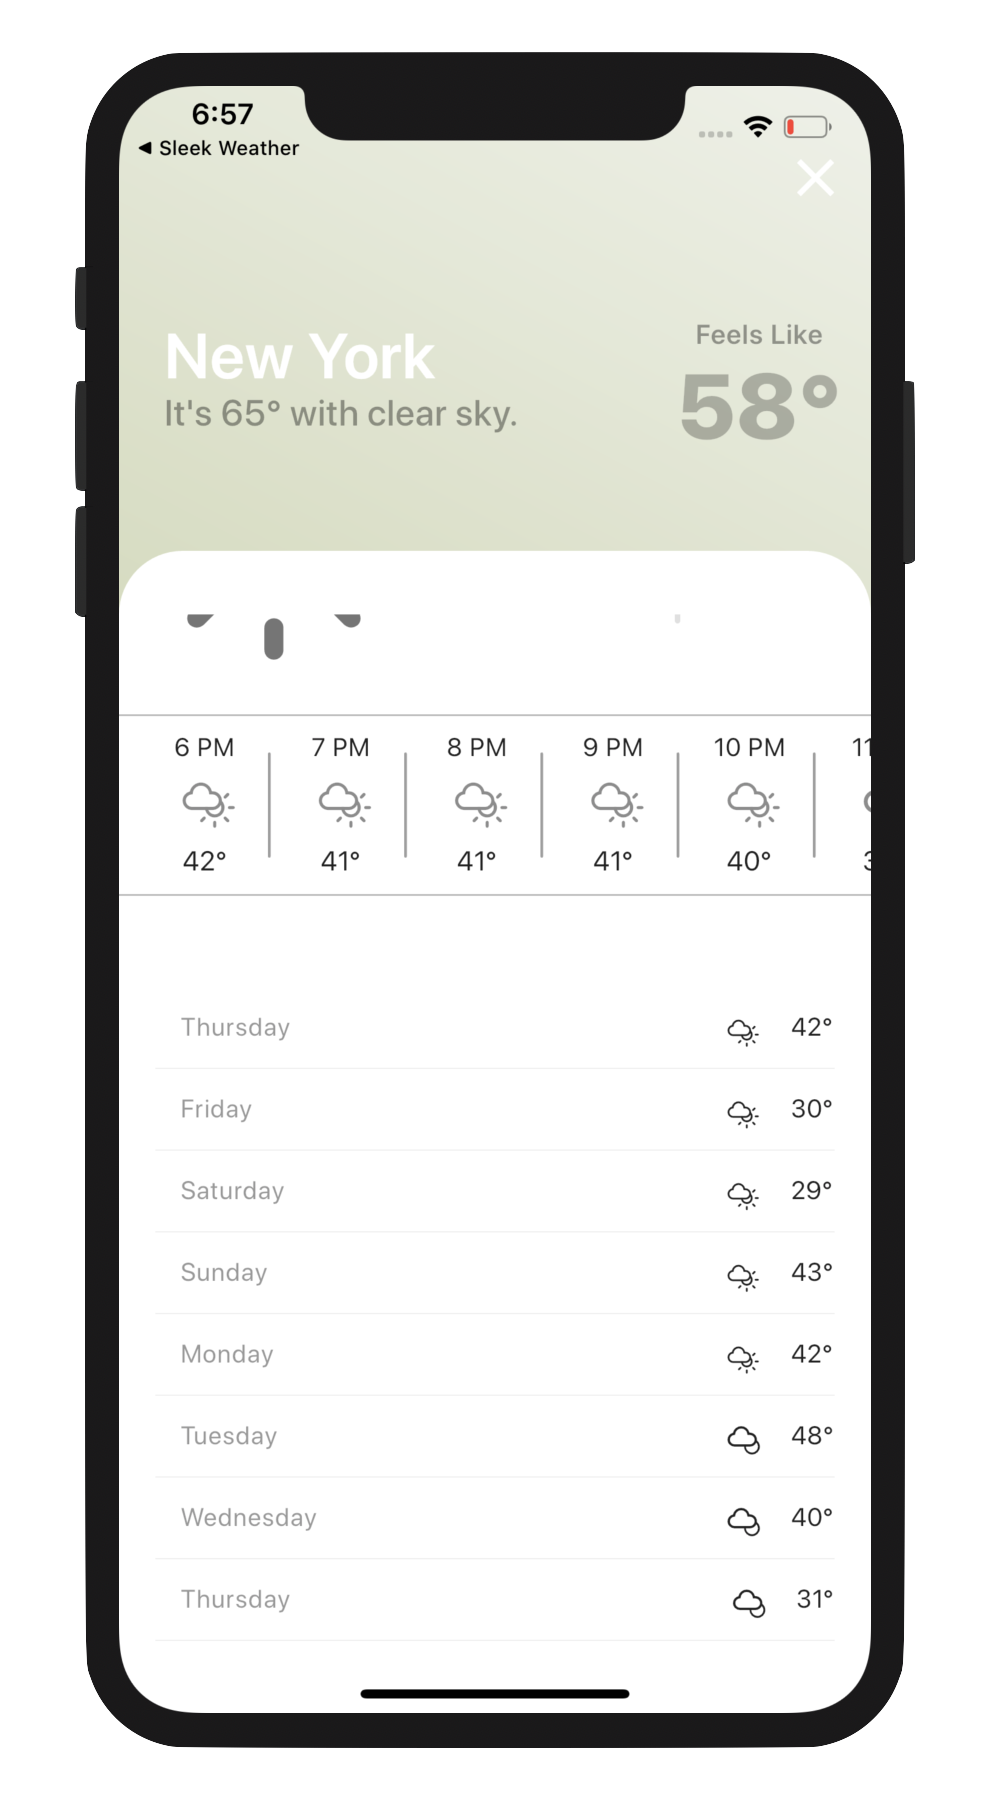 6:57
◀ Sleek Weather
New York
It's 65° with clear sky.
Feels Like
58°
6 PM 7 PM 8 PM 9 PM 10 PM 11
42° 41° 41° 41° 40°
Thursday 42°
Friday 30°
Saturday 29°
Sunday 43°
Monday 42°
Tuesday 48°
Wednesday 40°
Thursday 31°